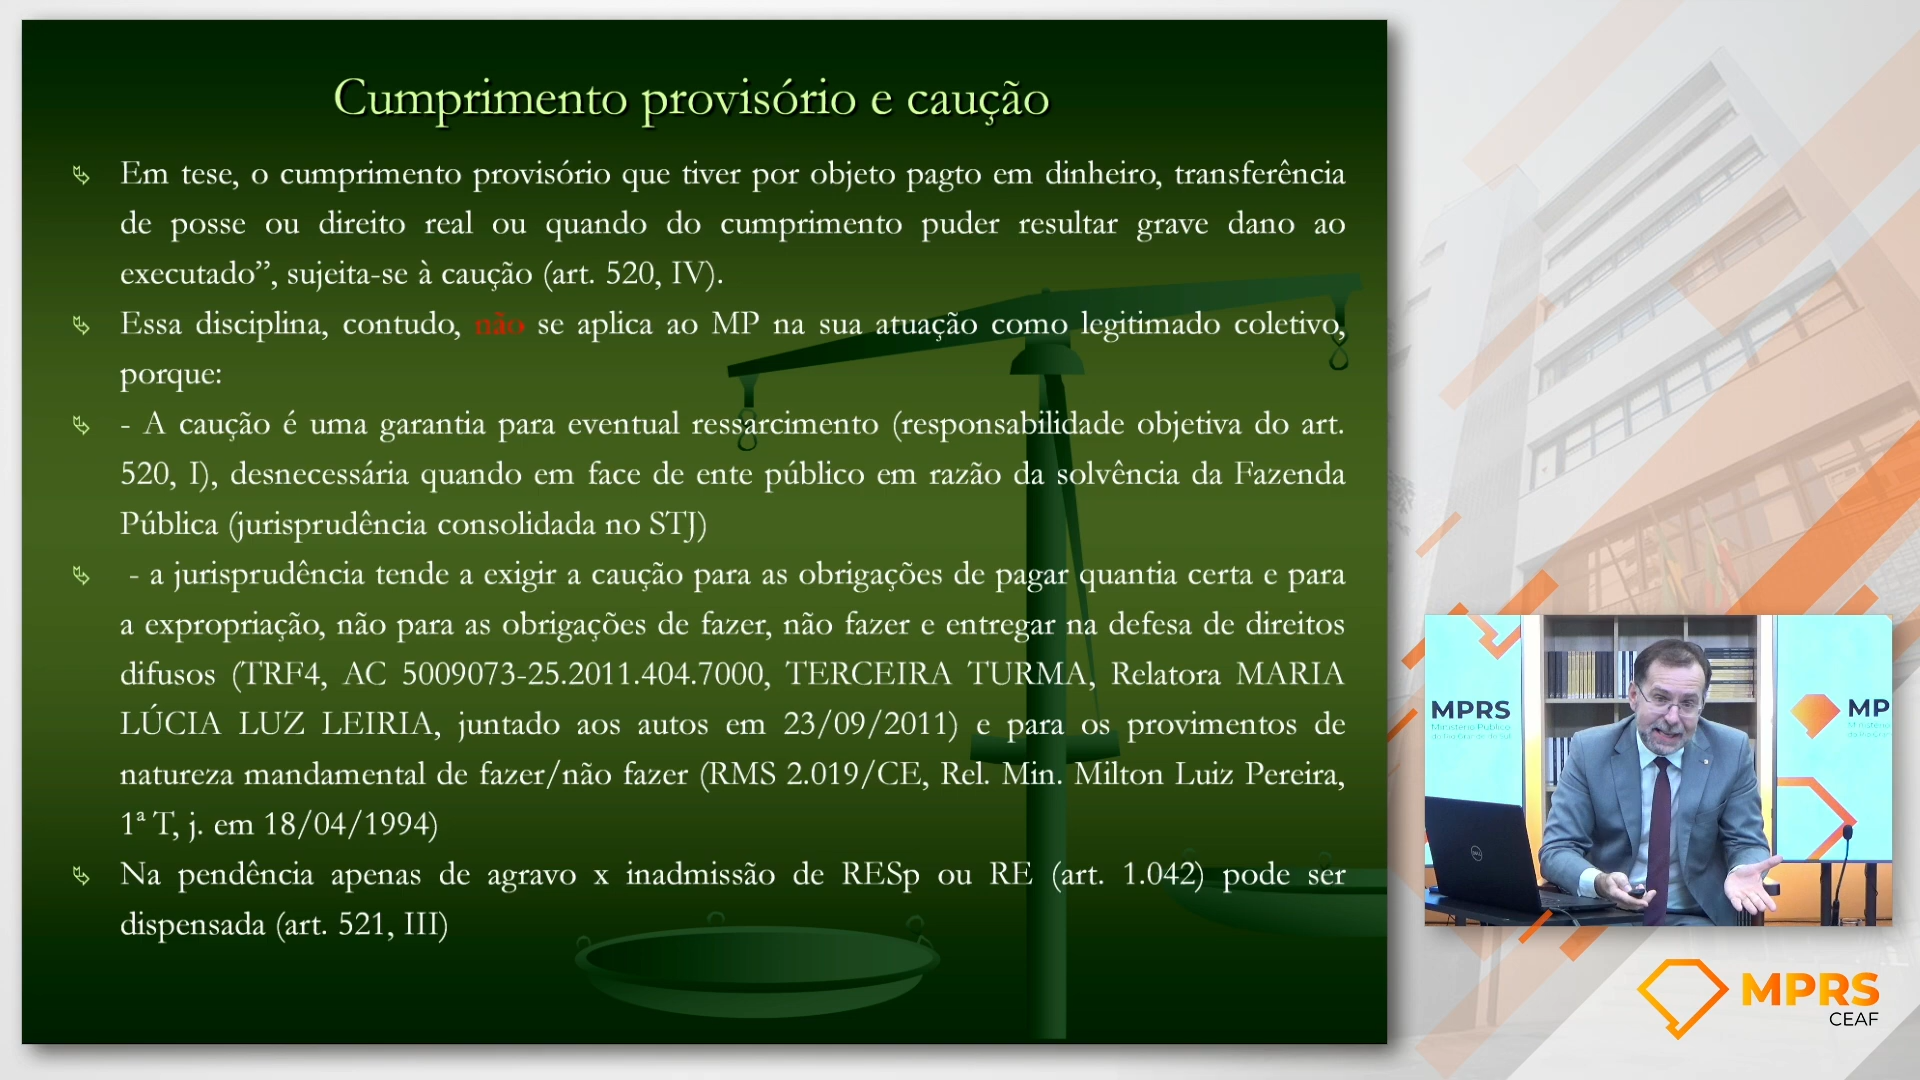 Cumprimento provisório e caução
Em tese, o cumprimento provisório que tiver por objeto pagto em dinheiro, transferência
de posse ou direito real ou quando do cumprimento puder resultar grave dano ao
executado”, sujeita-se à caução (art. 520, IV).
Essa disciplina, contudo, não se aplica ao MP na sua atuação como legitimado coletivo,
porque:
- A caução é uma garantia para eventual ressarcimento (responsabilidade objetiva do art.
520, I), desnecessária quando em face de ente público em razão da solvência da Fazenda
Pública (jurisprudência consolidada no STJ)
- a jurisprudência tende a exigir a caução para as obrigações de pagar quantia certa e para
a expropriação, não para as obrigações de fazer, não fazer e entregar na defesa de direitos
difusos (TRF4, AC 5009073-25.2011.404.7000, TERCEIRA TURMA, Relatora MARIA
LÚCIA LUZ LEIRIA, juntado aos autos em 23/09/2011) e para os provimentos de
natureza mandamental de fazer/não fazer (RMS 2.019/CE, Rel. Min. Milton Luiz Pereira,
1ª T, j. em 18/04/1994)
Na pendência apenas de agravo x inadmissão de RESp ou RE (art. 1.042) pode ser
dispensada (art. 521, III)
MPRS
Ministério Público
do Rio Grande do Sul
MP
MPRS
CEAF